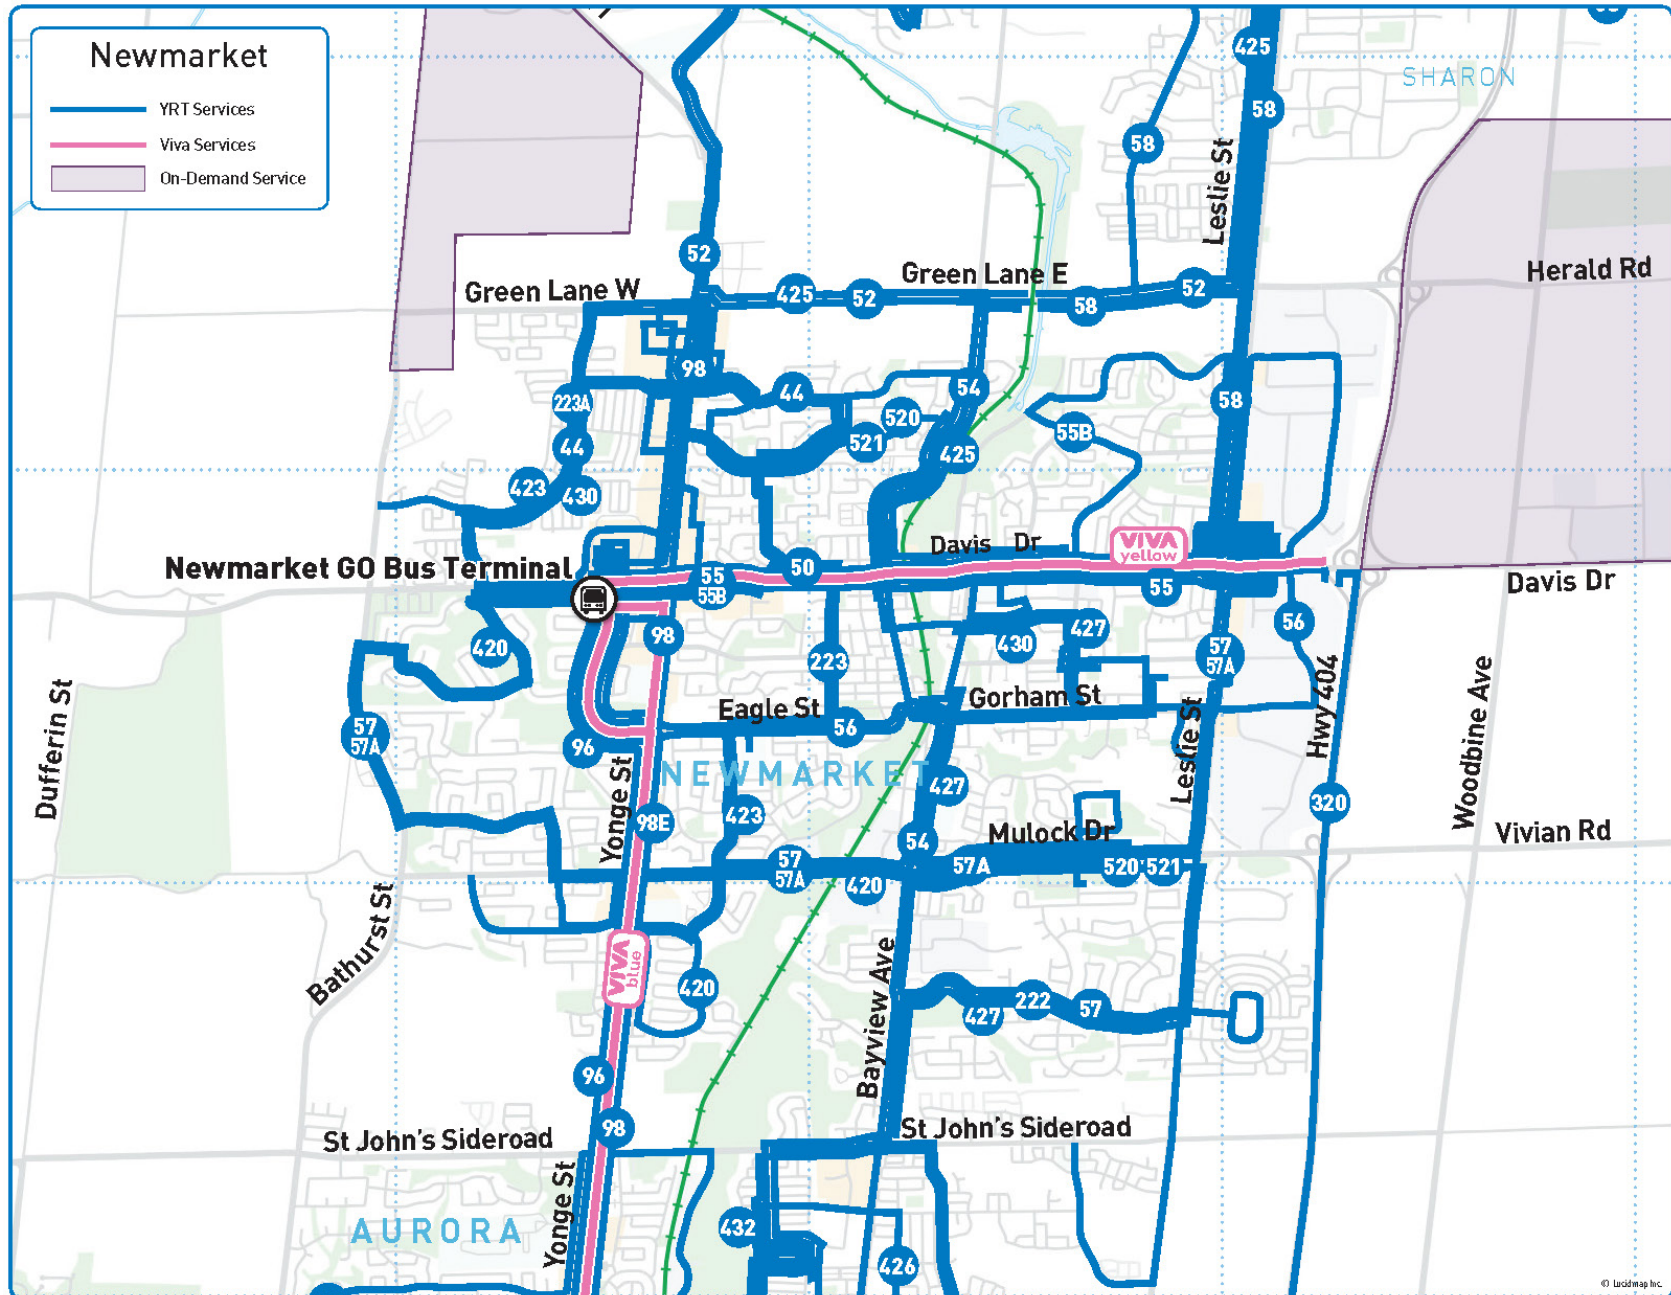 Newmarket
YRT Services
Viva Services
On-Demand Service
425
SHARON
58
58
Leslie St
52
Green Lane W
Green Lane E
Herald Rd
425
52
58
52
98
44
54
58
223A
520
55B
44
521
425
423
430
Newmarket GO Bus Terminal
Davis Dr
VIVA
yellow
50
55
55B
55
Davis Dr
420
98
223
430
427
57
57A
56
Dufferin St
Eagle St
Gorham St
Leslie St
Hwy 404
Woodbine Ave
57
57A
96
56
NEWMARKET
Yonge St
98E
423
427
320
54
Mulock Dr
Vivian Rd
57
57A
420
57A
520
521
Bathurst St
VIVA
blue
420
Bayview Ave
427
222
57
96
98
St John's Sideroad
St John's Sideroad
Yonge St
AURORA
432
426
© Lucidmap Inc.